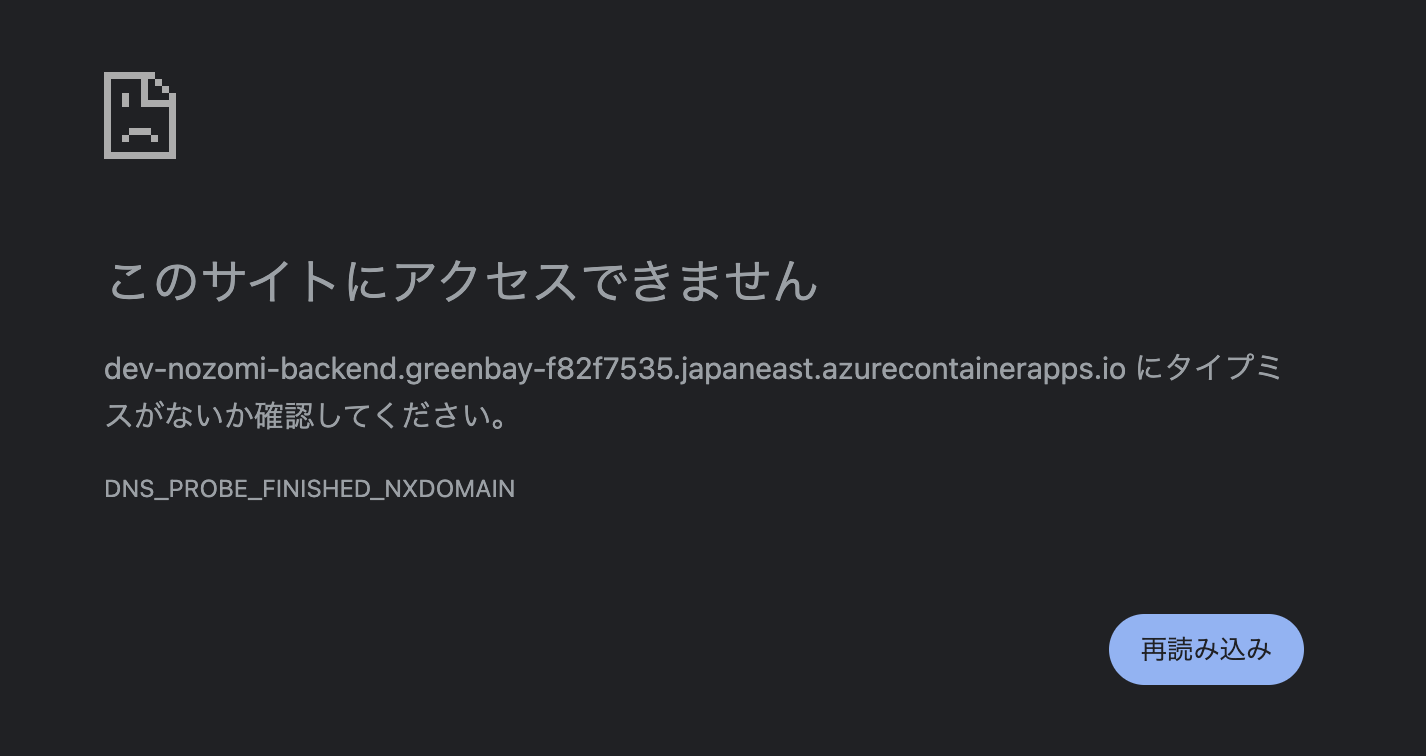 このサイトにアクセスできません
dev-nozomi-backend.greenbay-f82f7535.japaneast.azurecontainerapps.io にタイプミ
スがないか確認してください。
DNS_PROBE_FINISHED_NXDOMAIN
再読み込み